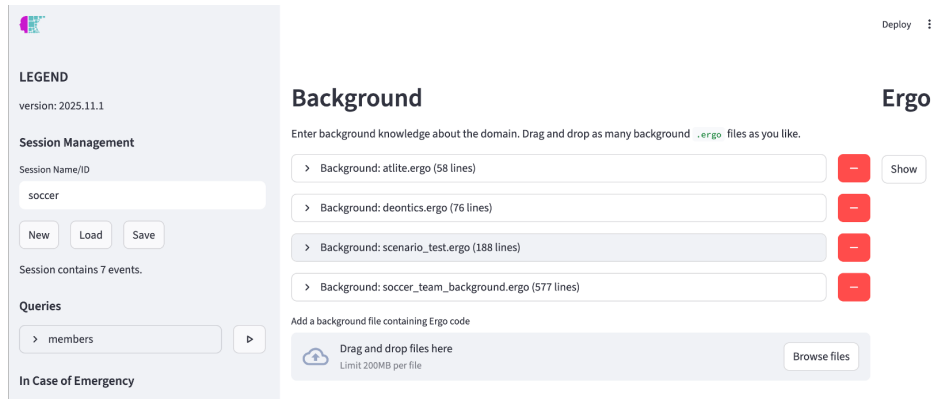 Deploy
LEGEND
version: 2025.11.1
Session Management
Session Name/ID
soccer
New Load Save
Session contains 7 events.
Queries
members
In Case of Emergency
Background
Enter background knowledge about the domain. Drag and drop as many background .ergo files as you like.
Background: atlite.ergo (58 lines)
Background: deontics.ergo (76 lines)
Background: scenario_test.ergo (188 lines)
Background: soccer_team_background.ergo (577 lines)
Add a background file containing Ergo code
Drag and drop files here
Limit 200MB per file
Browse files
Ergo
Show